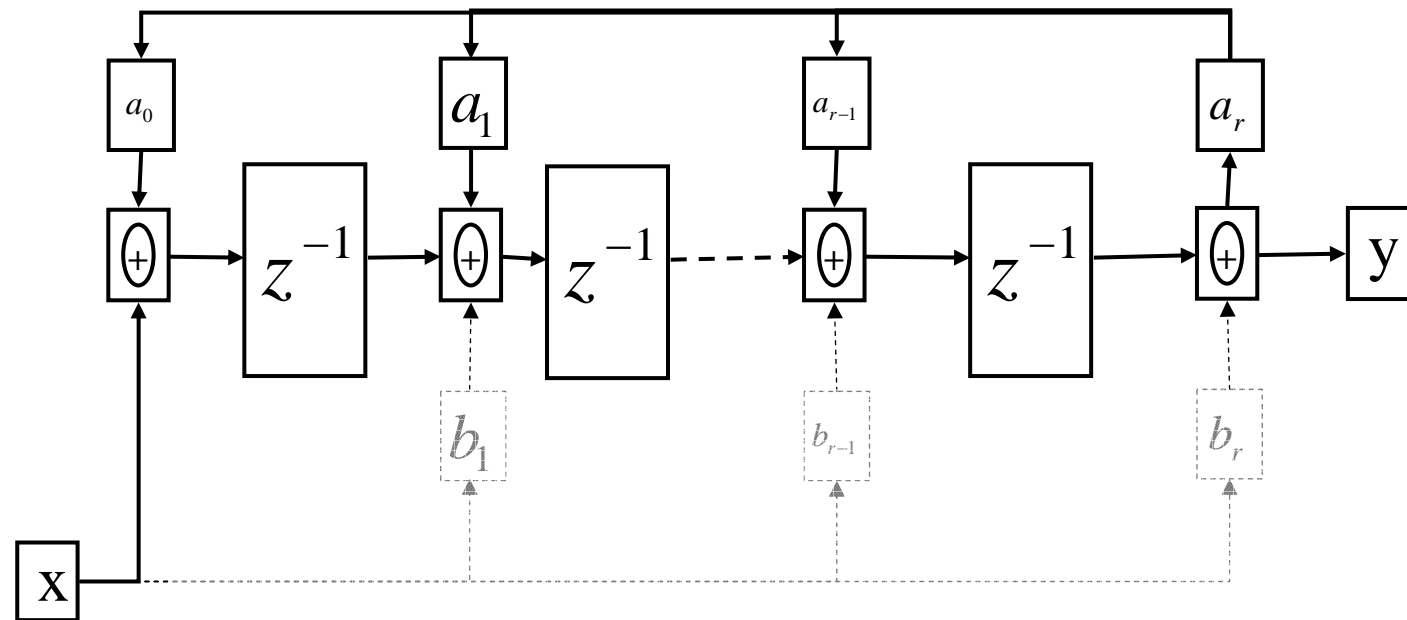 a₀ a₁ aᵣ₋₁ aᵣ
+ z⁻¹ + z⁻¹ + z⁻¹ + y
b₁ bᵣ₋₁ bᵣ
x